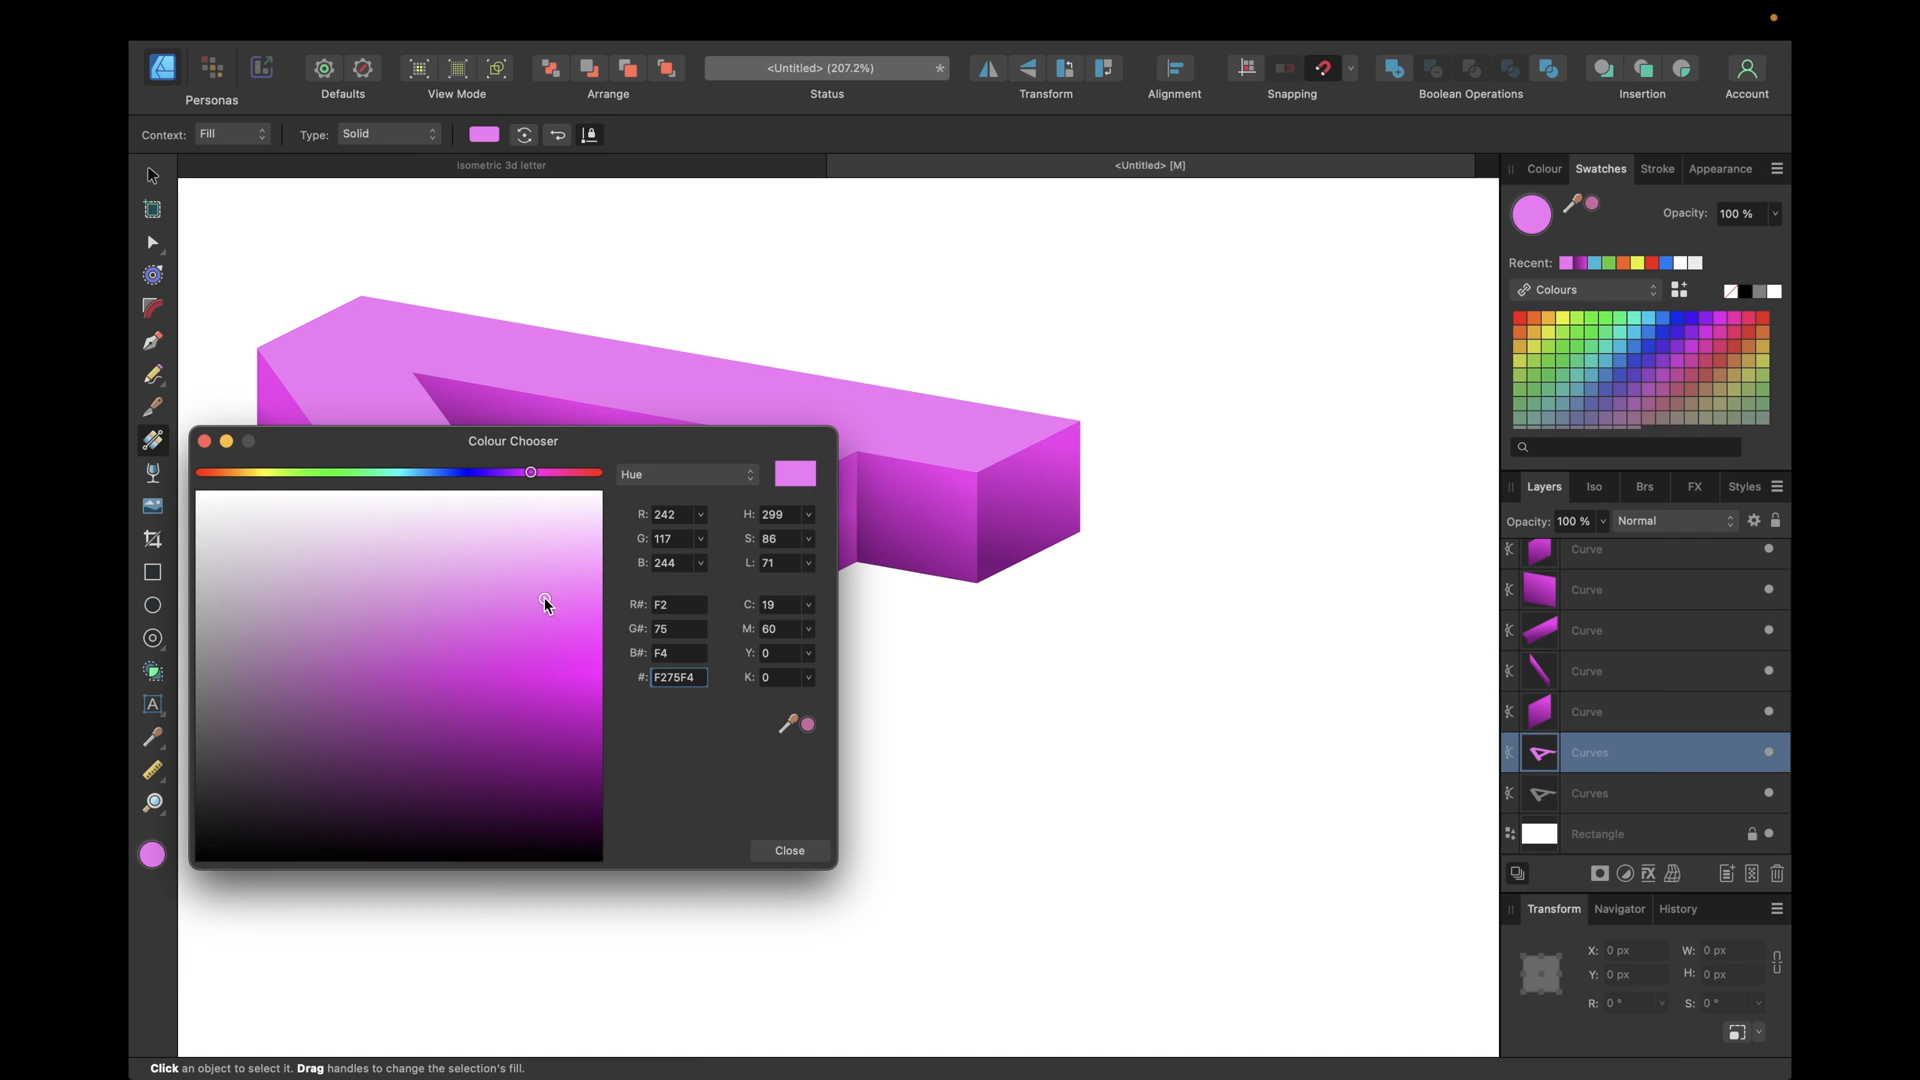 Personas
Defaults
View Mode
Arrange
<Untitled> (207.2%)
*
Status
Transform
Alignment
Snapping
Boolean Operations
Insertion
Account
Context: Fill
Type: Solid
isometric 3d letter
<Untitled> [M]
Colour Swatches Stroke Appearance
Opacity: 100 %
Recent:
Colours
Colour Chooser
Hue
R: 242
H: 299
G: 117
S: 86
B: 244
L: 71
R#: F2
C: 19
G#: 75
M: 60
B#: F4
Y: 0
#: F275F4
K: 0
Close
Layers Iso Brs FX Styles
Opacity: 100 % Normal
Curve
Curve
Curve
Curve
Curve
Curves
Curves
Rectangle
Transform Navigator History
X: 0 px
W: 0 px
Y: 0 px
H: 0 px
R: 0 °
S: 0 °
A
Click an object to select it. Drag handles to change the selection's fill.